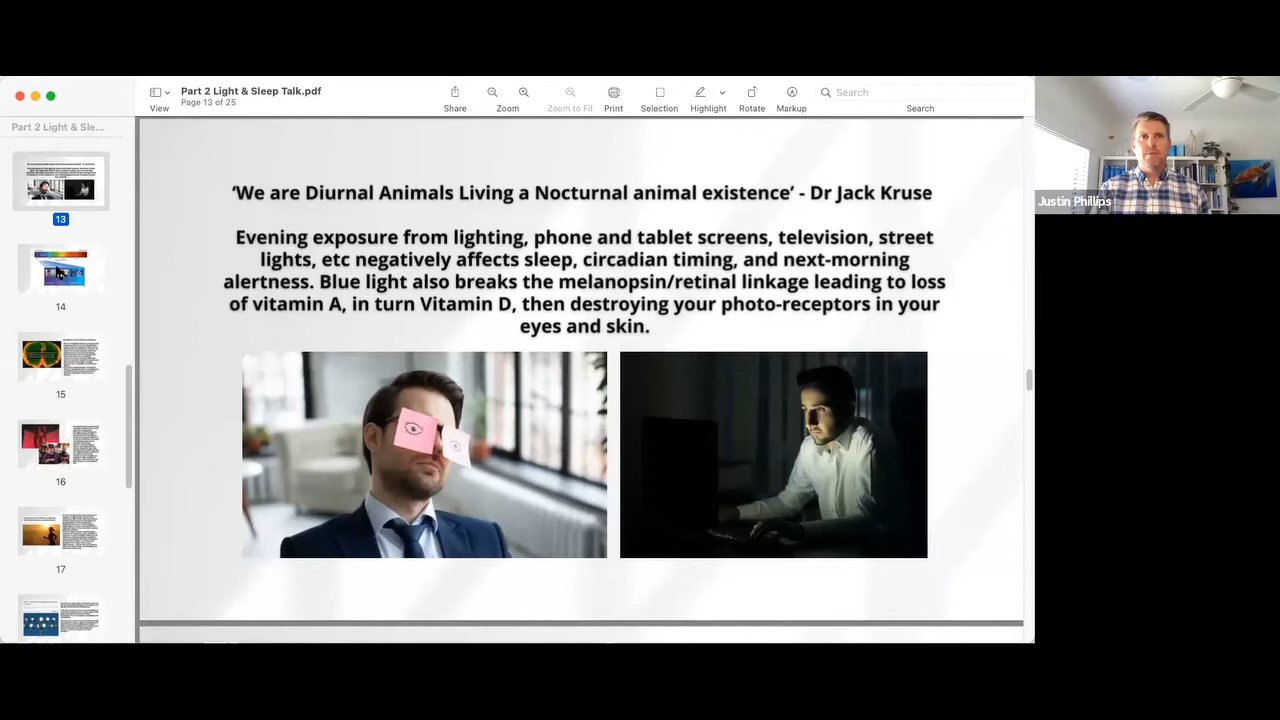 Part 2 Light & Sleep Talk.pdf
Page 13 of 25
View
Share
Zoom
Zoom to Fit
Print
Selection
Highlight
Rotate
Markup
Search
Search
Part 2 Light & Sle...
13
14
15
16
17
‘We are Diurnal Animals Living a Nocturnal animal existence’ - Dr Jack Kruse
Evening exposure from lighting, phone and tablet screens, television, street
lights, etc negatively affects sleep, circadian timing, and next-morning
alertness. Blue light also breaks the melanopsin/retinal linkage leading to loss
of vitamin A, in turn Vitamin D, then destroying your photo-receptors in your
eyes and skin.
Justin Phillips